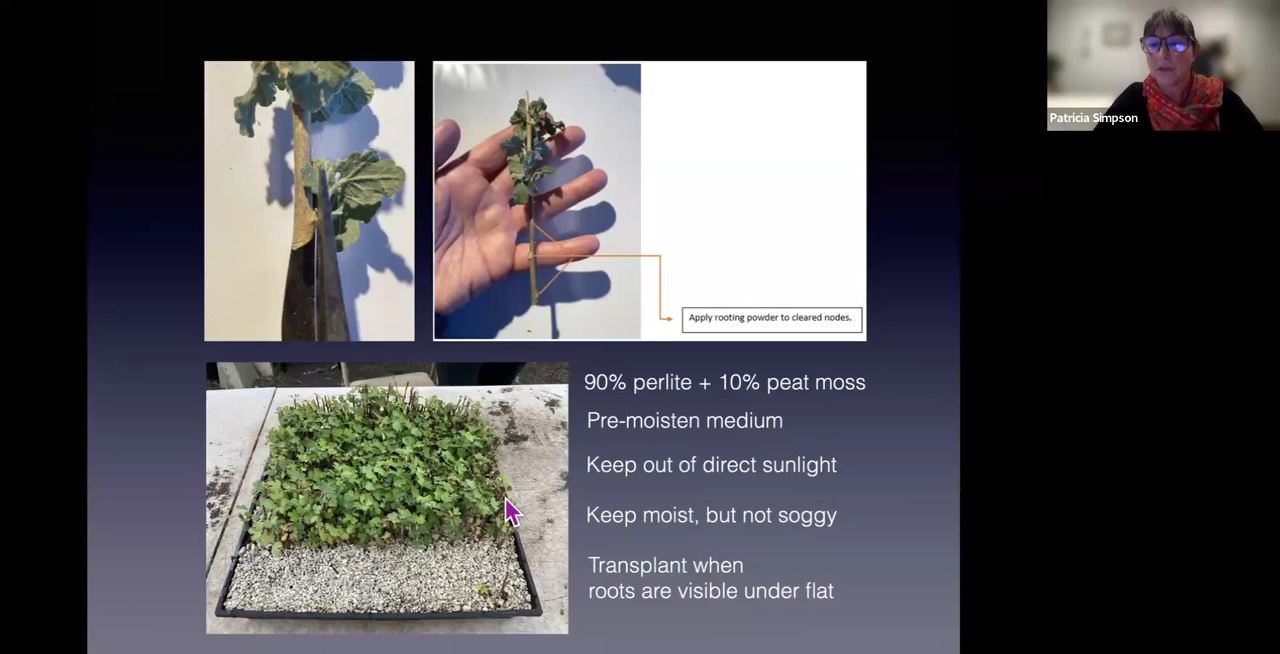 Patricia Simpson
Apply rooting powder to cleared nodes.
90% perlite + 10% peat moss
Pre-moisten medium
Keep out of direct sunlight
Keep moist, but not soggy
Transplant when
roots are visible under flat